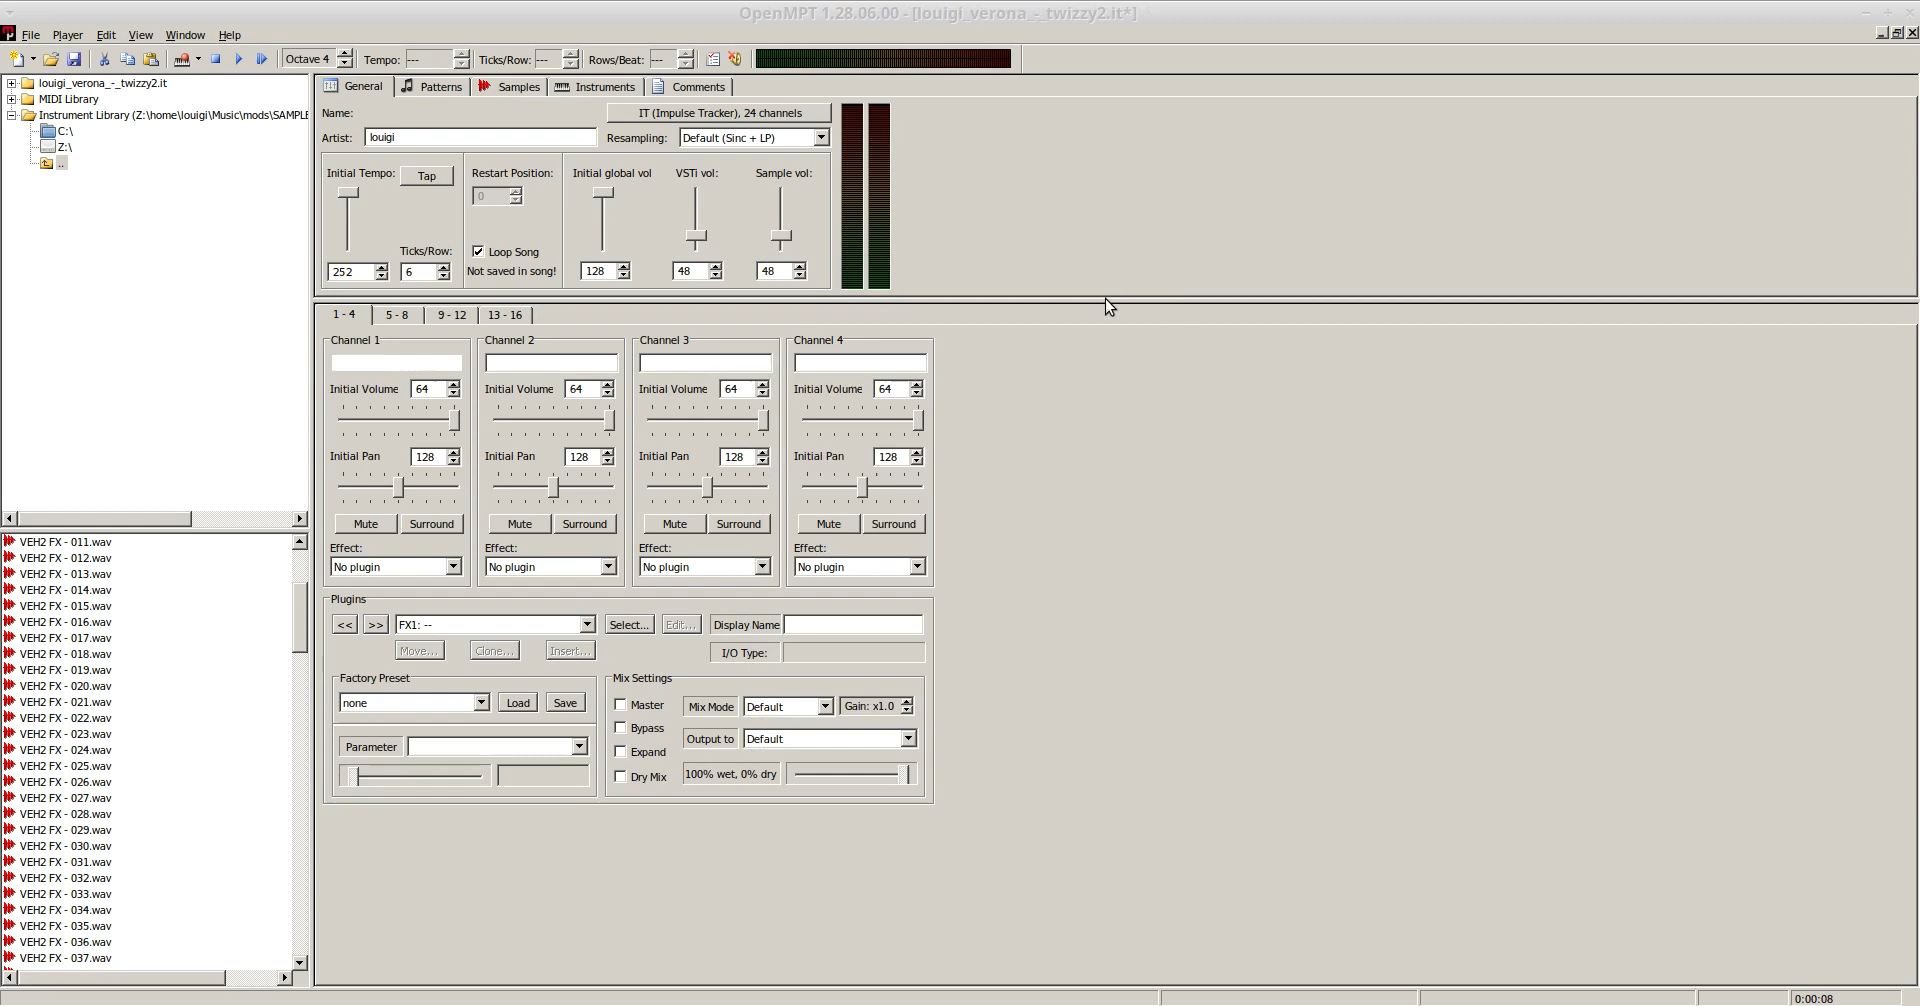 OpenMPT 1.28.06.00 - [louigi_verona_-_twizzy2.it*]
File Player Edit View Window Help
Octave 4 Tempo: --- Ticks/Row: --- Rows/Beat: ---
louigi_verona_-_twizzy2.it
MIDI Library
Instrument Library (Z:\home\louigi\Music\mods\SAMPLE
C:\
Z:\
..
General Patterns Samples Instruments Comments
Name: IT (Impulse Tracker), 24 channels
Artist: louigi Resampling: Default (Sinc + LP)
Initial Tempo: Tap Restart Position: Initial global vol VSTi vol: Sample vol:
0
Ticks/Row: Loop Song
252 6 Not saved in song! 128 48 48
1 - 4 5 - 8 9 - 12 13 - 16
Channel 1 Channel 2 Channel 3 Channel 4
Initial Volume 64 Initial Volume 64 Initial Volume 64 Initial Volume 64
Initial Pan 128 Initial Pan 128 Initial Pan 128 Initial Pan 128
Mute Surround Mute Surround Mute Surround Mute Surround
Effect: Effect: Effect: Effect:
No plugin No plugin No plugin No plugin
Plugins
<< >> FX1: -- Select... Edit... Display Name
Move... Clone... Insert... I/O Type:
Factory Preset Mix Settings
none Load Save Master Mix Mode Default Gain: x1.0
Bypass
Parameter Expand Output to Default
Dry Mix 100% wet, 0% dry
VEH2 FX - 011.wav
VEH2 FX - 012.wav
VEH2 FX - 013.wav
VEH2 FX - 014.wav
VEH2 FX - 015.wav
VEH2 FX - 016.wav
VEH2 FX - 017.wav
VEH2 FX - 018.wav
VEH2 FX - 019.wav
VEH2 FX - 020.wav
VEH2 FX - 021.wav
VEH2 FX - 022.wav
VEH2 FX - 023.wav
VEH2 FX - 024.wav
VEH2 FX - 025.wav
VEH2 FX - 026.wav
VEH2 FX - 027.wav
VEH2 FX - 028.wav
VEH2 FX - 029.wav
VEH2 FX - 030.wav
VEH2 FX - 031.wav
VEH2 FX - 032.wav
VEH2 FX - 033.wav
VEH2 FX - 034.wav
VEH2 FX - 035.wav
VEH2 FX - 036.wav
VEH2 FX - 037.wav
0:00:08